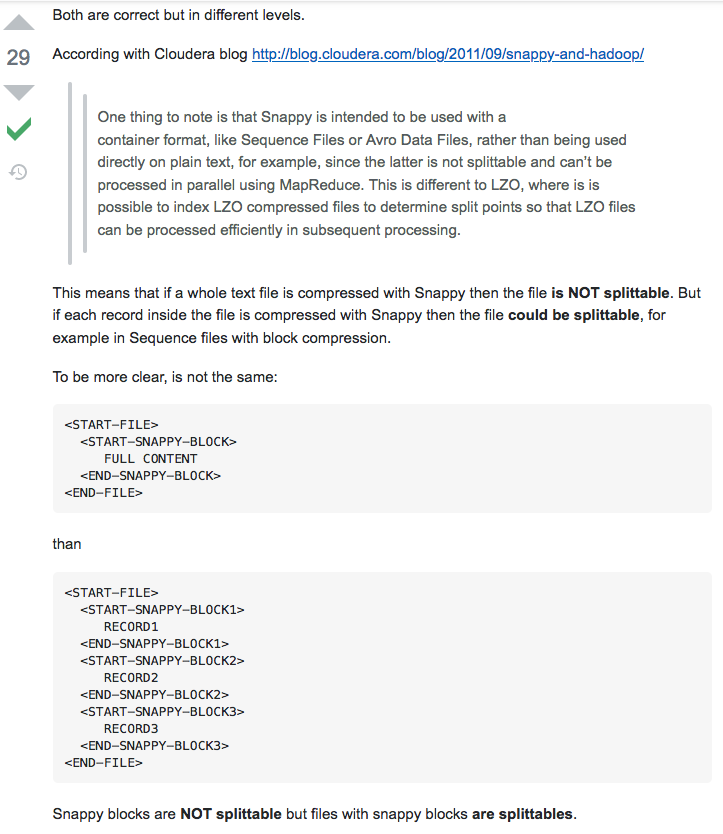 Both are correct but in different levels.
29
According with Cloudera blog http://blog.cloudera.com/blog/2011/09/snappy-and-hadoop/
One thing to note is that Snappy is intended to be used with a
container format, like Sequence Files or Avro Data Files, rather than being used
directly on plain text, for example, since the latter is not splittable and can't be
processed in parallel using MapReduce. This is different to LZO, where is is
possible to index LZO compressed files to determine split points so that LZO files
can be processed efficiently in subsequent processing.
This means that if a whole text file is compressed with Snappy then the file is NOT splittable. But
if each record inside the file is compressed with Snappy then the file could be splittable, for
example in Sequence files with block compression.
To be more clear, is not the same:
<START-FILE>
  <START-SNAPPY-BLOCK>
     FULL CONTENT
  <END-SNAPPY-BLOCK>
<END-FILE>
than
<START-FILE>
  <START-SNAPPY-BLOCK1>
     RECORD1
  <END-SNAPPY-BLOCK1>
  <START-SNAPPY-BLOCK2>
     RECORD2
  <END-SNAPPY-BLOCK2>
  <START-SNAPPY-BLOCK3>
     RECORD3
  <END-SNAPPY-BLOCK3>
<END-FILE>
Snappy blocks are NOT splittable but files with snappy blocks are splittables.